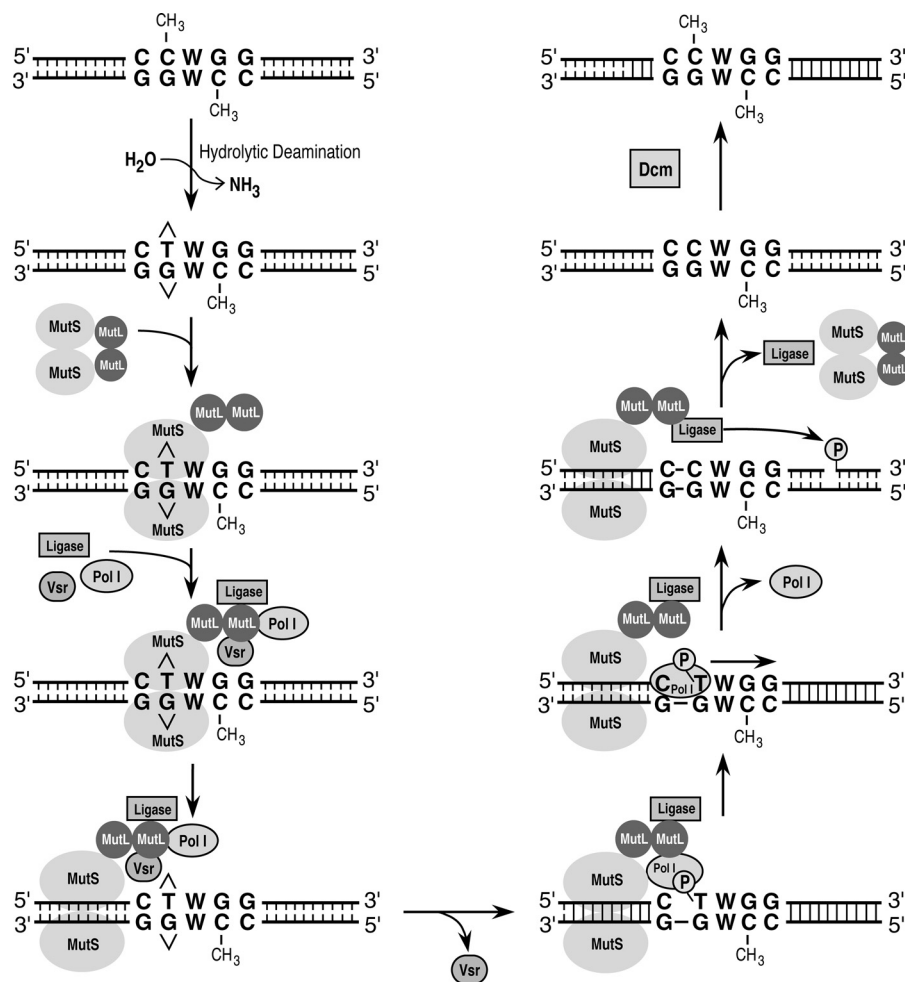 CH3
5' C C W G G 3'
3' G G W C C 5'
CH3
H2O Hydrolytic Deamination
NH3
5' C T W G G 3'
3' G G W C C 5'
CH3
MutS MutL
MutS MutL
MutL MutL
MutS
5' C T W G G 3'
3' G G W C C 5'
MutS CH3
Ligase
Vsr Pol I
Ligase
MutL MutL Pol I
MutS Vsr
5' C T W G G 3'
3' G G W C C 5'
MutS CH3
Ligase
MutL MutL Pol I
Vsr
MutS
5' C T W G G 3'
3' G G W C C 5'
MutS CH3
Vsr
Ligase
MutL MutL
Pol I
MutS P
5' C T W G G 3'
3' G–G W C C 5'
MutS CH3
Ligase Pol I
MutL MutL
MutS P
5' C Pol I T W G G 3'
3' G–G W C C 5'
MutS CH3
MutL MutL
Ligase
MutS P
5' C–C W G G 3'
3' G–G W C C 5'
MutS CH3
Ligase MutS MutL
MutS MutL
5' C C W G G 3'
3' G G W C C 5'
CH3
Dcm
CH3
5' C C W G G 3'
3' G G W C C 5'
CH3